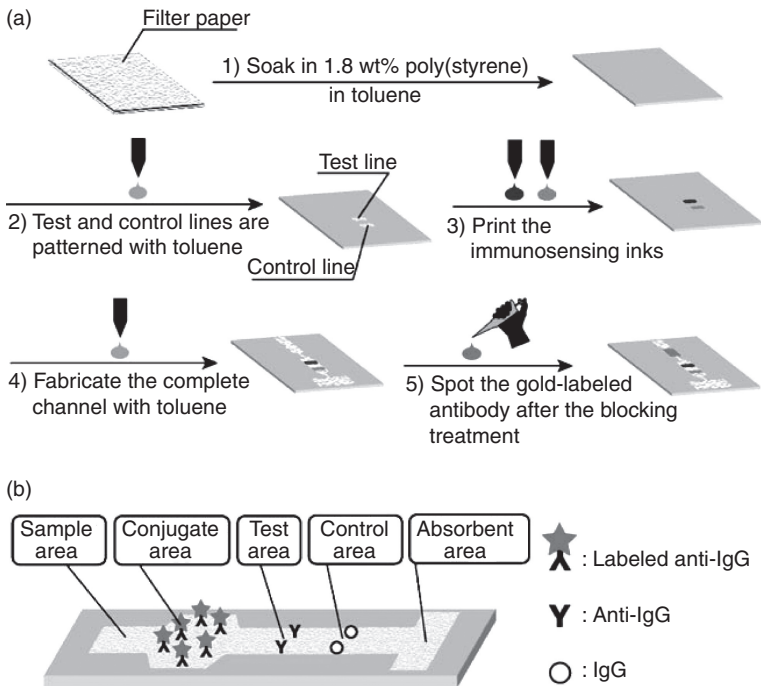 (a)
Filter paper
1) Soak in 1.8 wt% poly(styrene)
in toluene
2) Test and control lines are
patterned with toluene
Test line
Control line
3) Print the
immunosensing inks
4) Fabricate the complete
channel with toluene
5) Spot the gold-labeled
antibody after the blocking
treatment
(b)
Sample
area
Conjugate
area
Test
area
Control
area
Absorbent
area
: Labeled anti-IgG
: Anti-IgG
: IgG